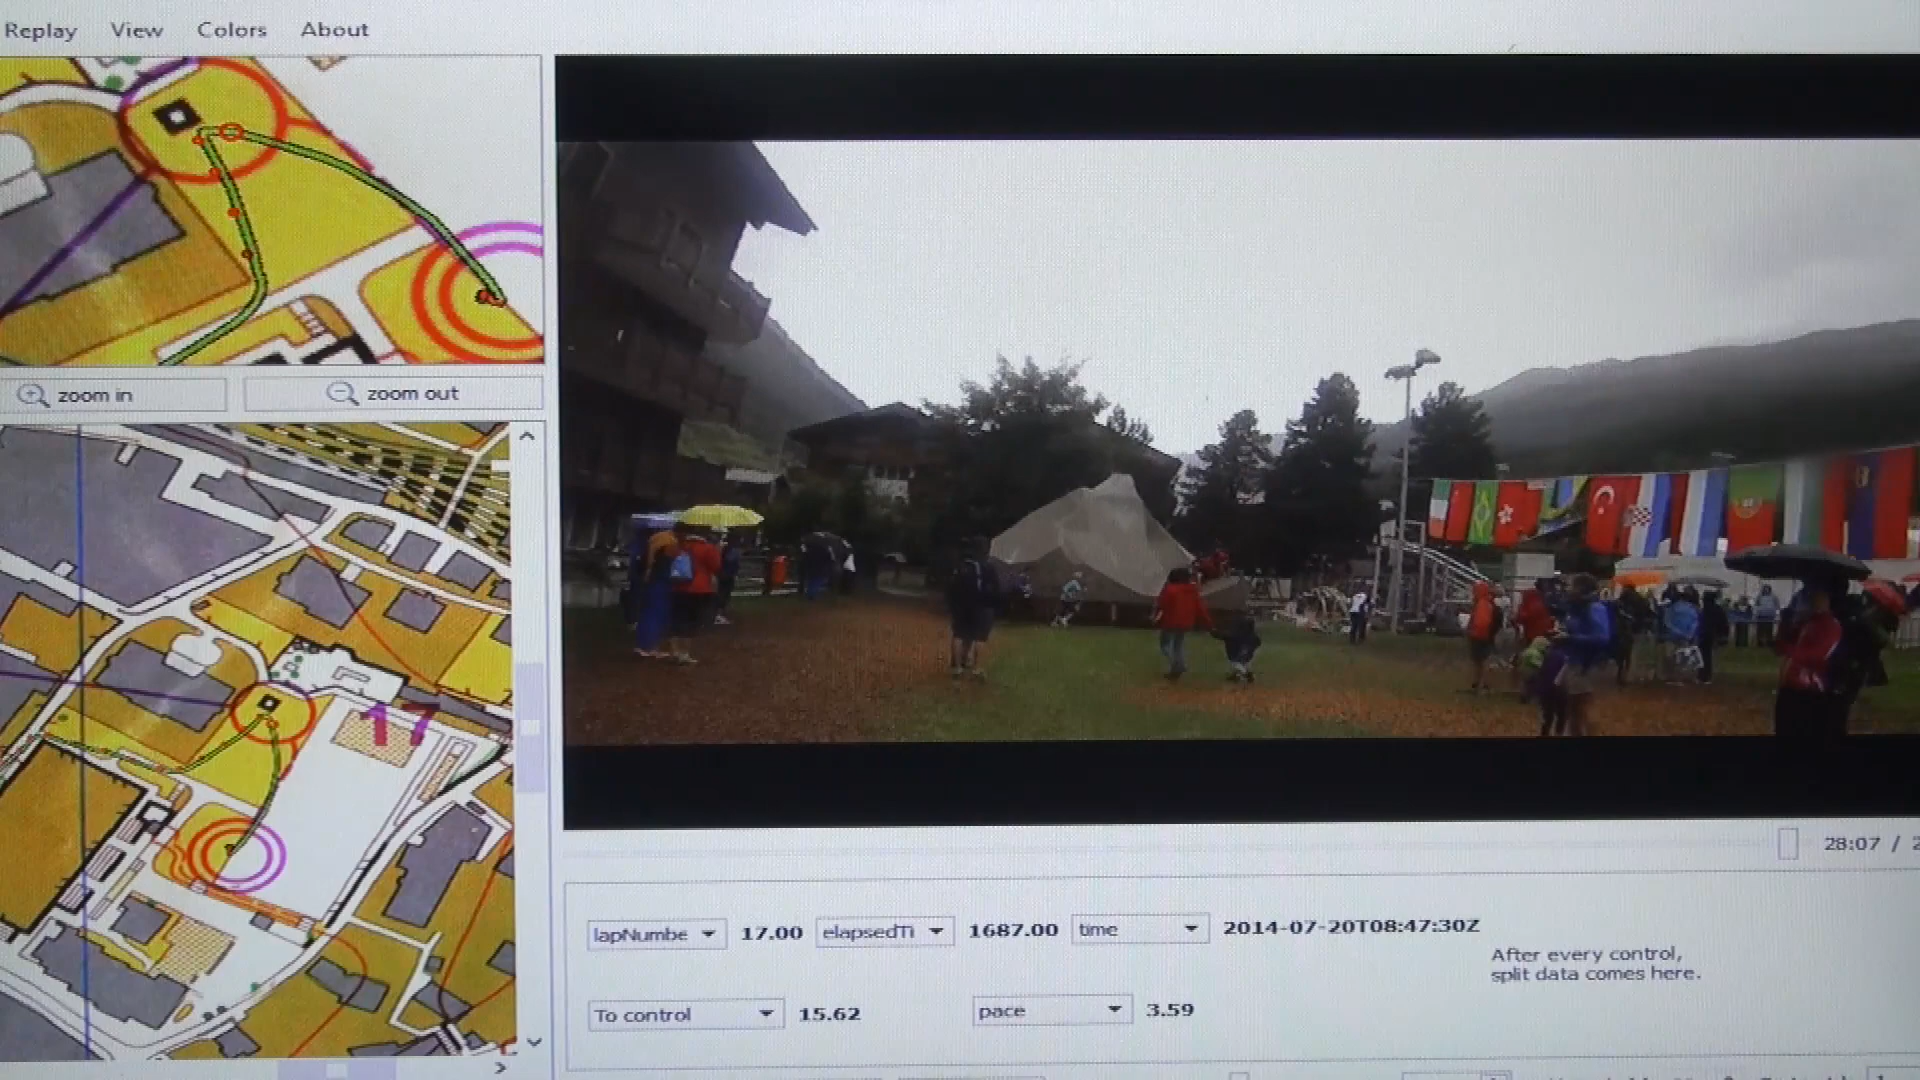 Replay View Colors About
zoom in zoom out
17
28:07 /
lapNumbe 17.00 elapsedTi 1687.00 time 2014-07-20T08:47:30Z
After every control,
split data comes here.
To control 15.62 pace 3.59